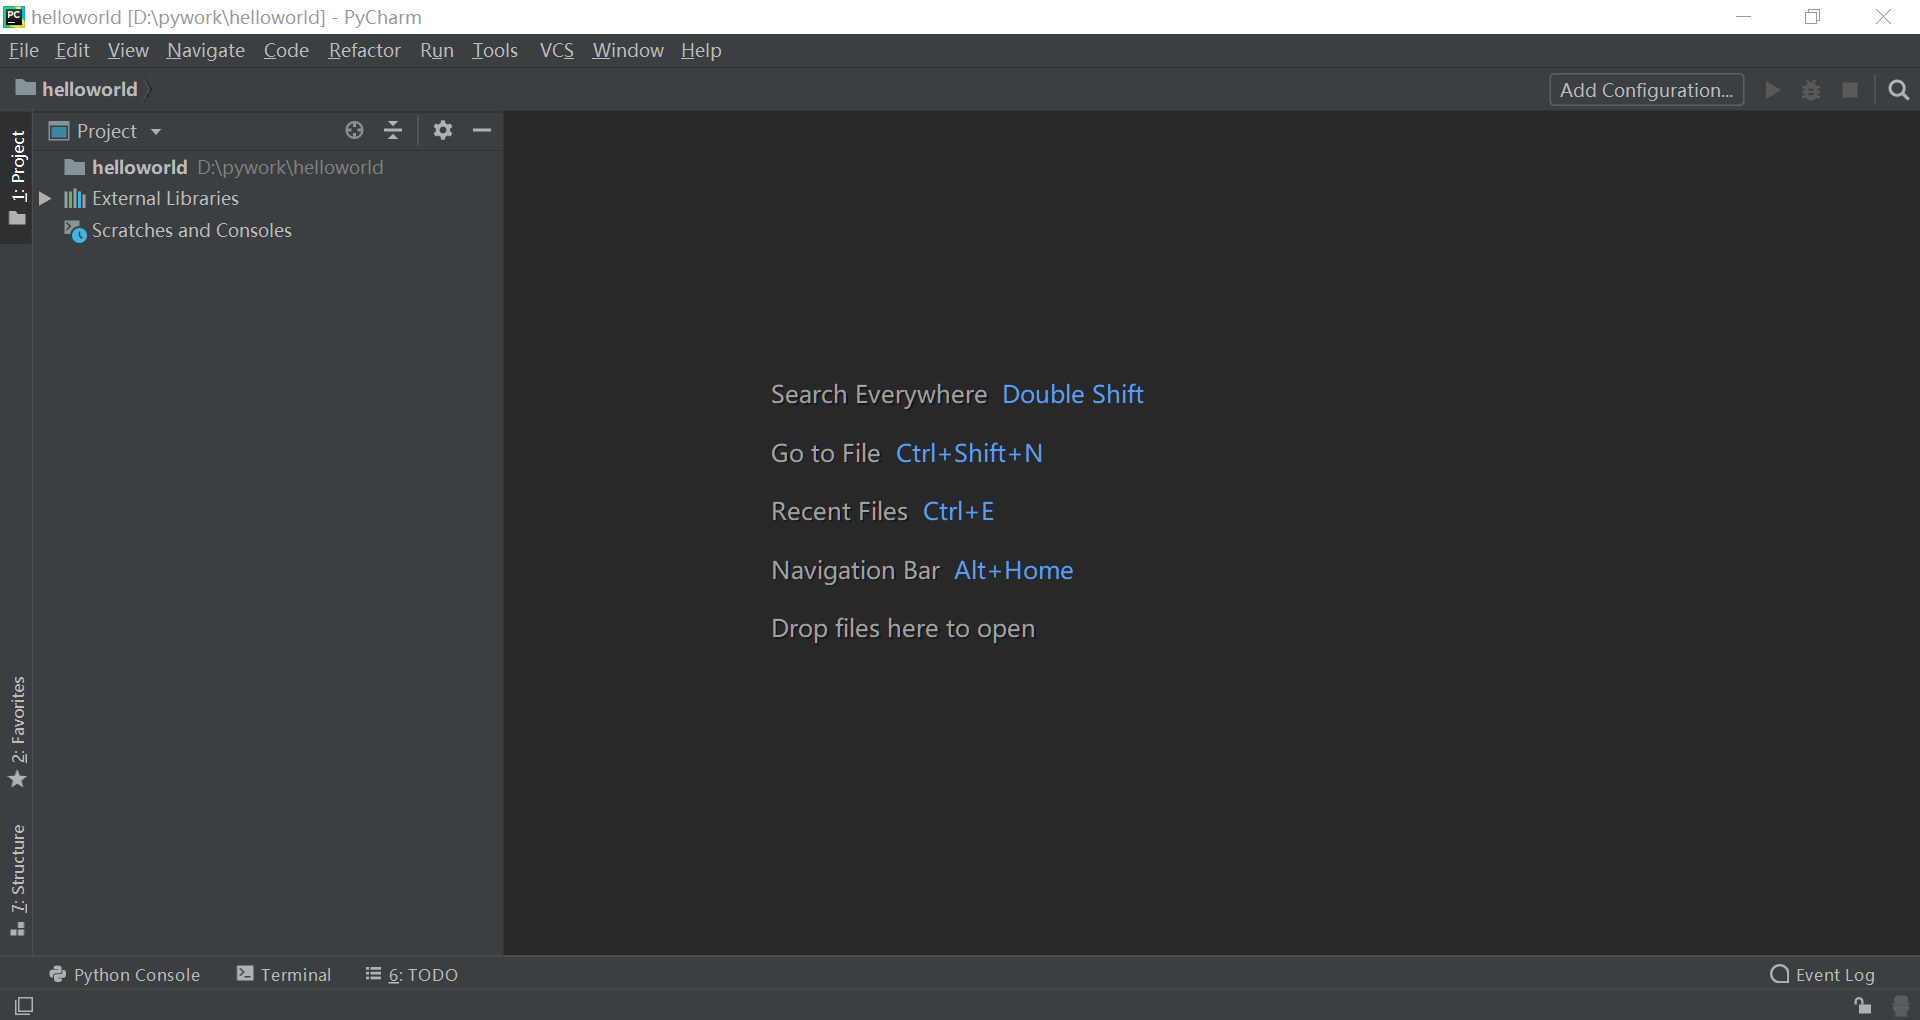 PC helloworld [D:\pywork\helloworld] - PyCharm
File Edit View Navigate Code Refactor Run Tools VCS Window Help
helloworld
Add Configuration...
1: Project
Project
helloworld D:\pywork\helloworld
External Libraries
Scratches and Consoles
Search Everywhere Double Shift
Go to File Ctrl+Shift+N
Recent Files Ctrl+E
Navigation Bar Alt+Home
Drop files here to open
2: Favorites
7: Structure
Python Console Terminal 6: TODO Event Log